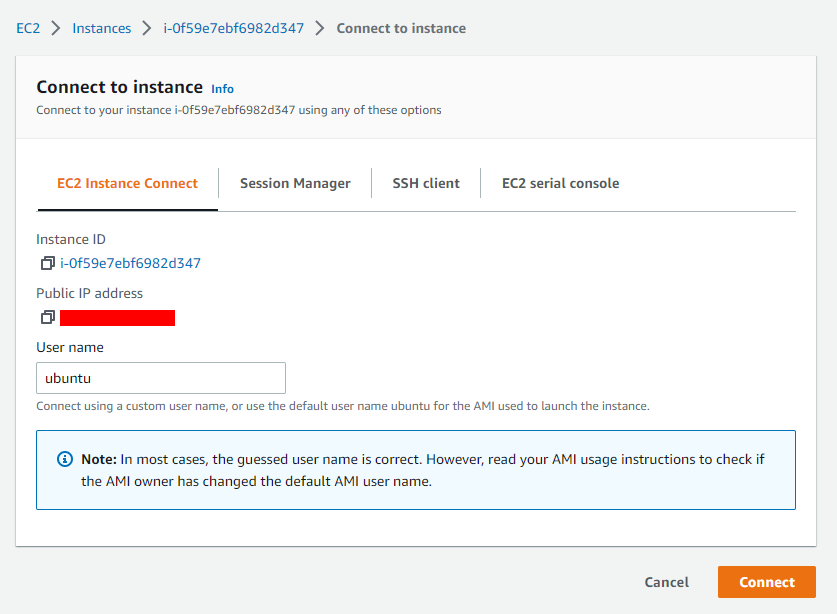 EC2 > Instances > i-0f59e7ebf6982d347 > Connect to instance
Connect to instance Info
Connect to your instance i-0f59e7ebf6982d347 using any of these options
EC2 Instance Connect
Session Manager
SSH client
EC2 serial console
Instance ID
i-0f59e7ebf6982d347
Public IP address
User name
ubuntu
Connect using a custom user name, or use the default user name ubuntu for the AMI used to launch the instance.
Note: In most cases, the guessed user name is correct. However, read your AMI usage instructions to check if
the AMI owner has changed the default AMI user name.
Cancel
Connect